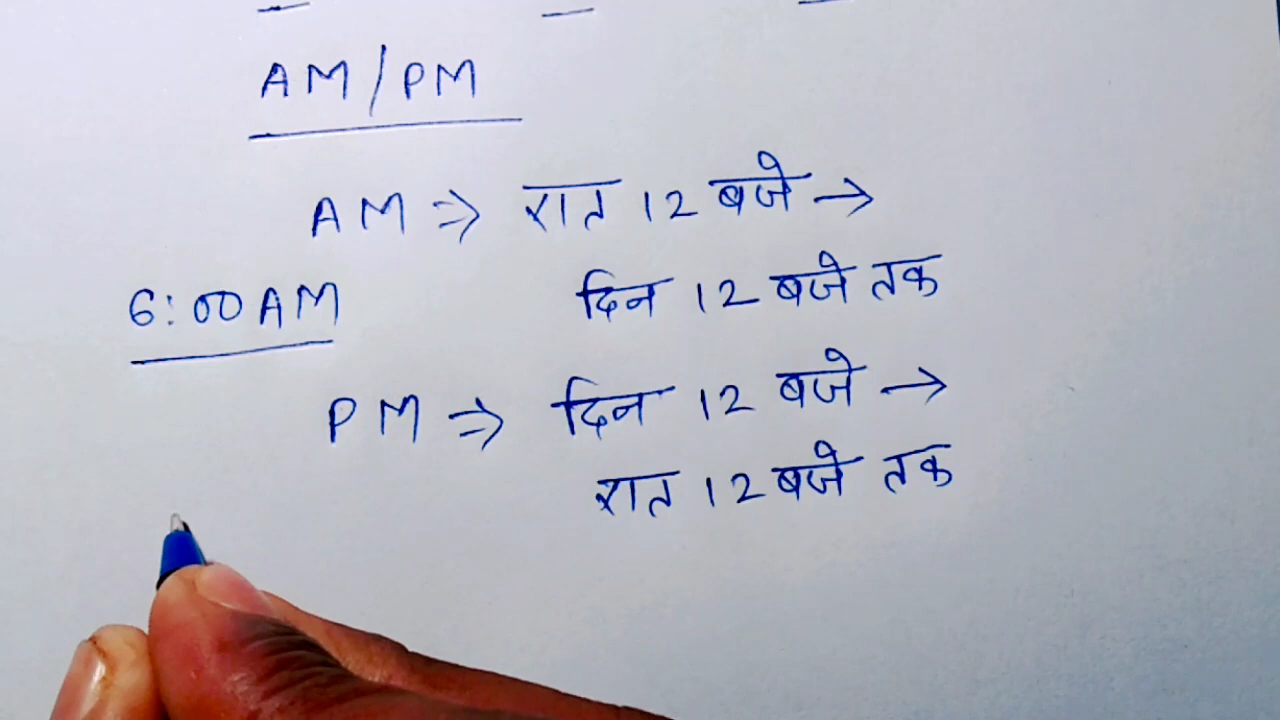 AM/PM
AM ⇒ रात 12 बजे →
दिन 12 बजे तक
6:00 AM
PM ⇒ दिन 12 बजे →
रात 12 बजे तक